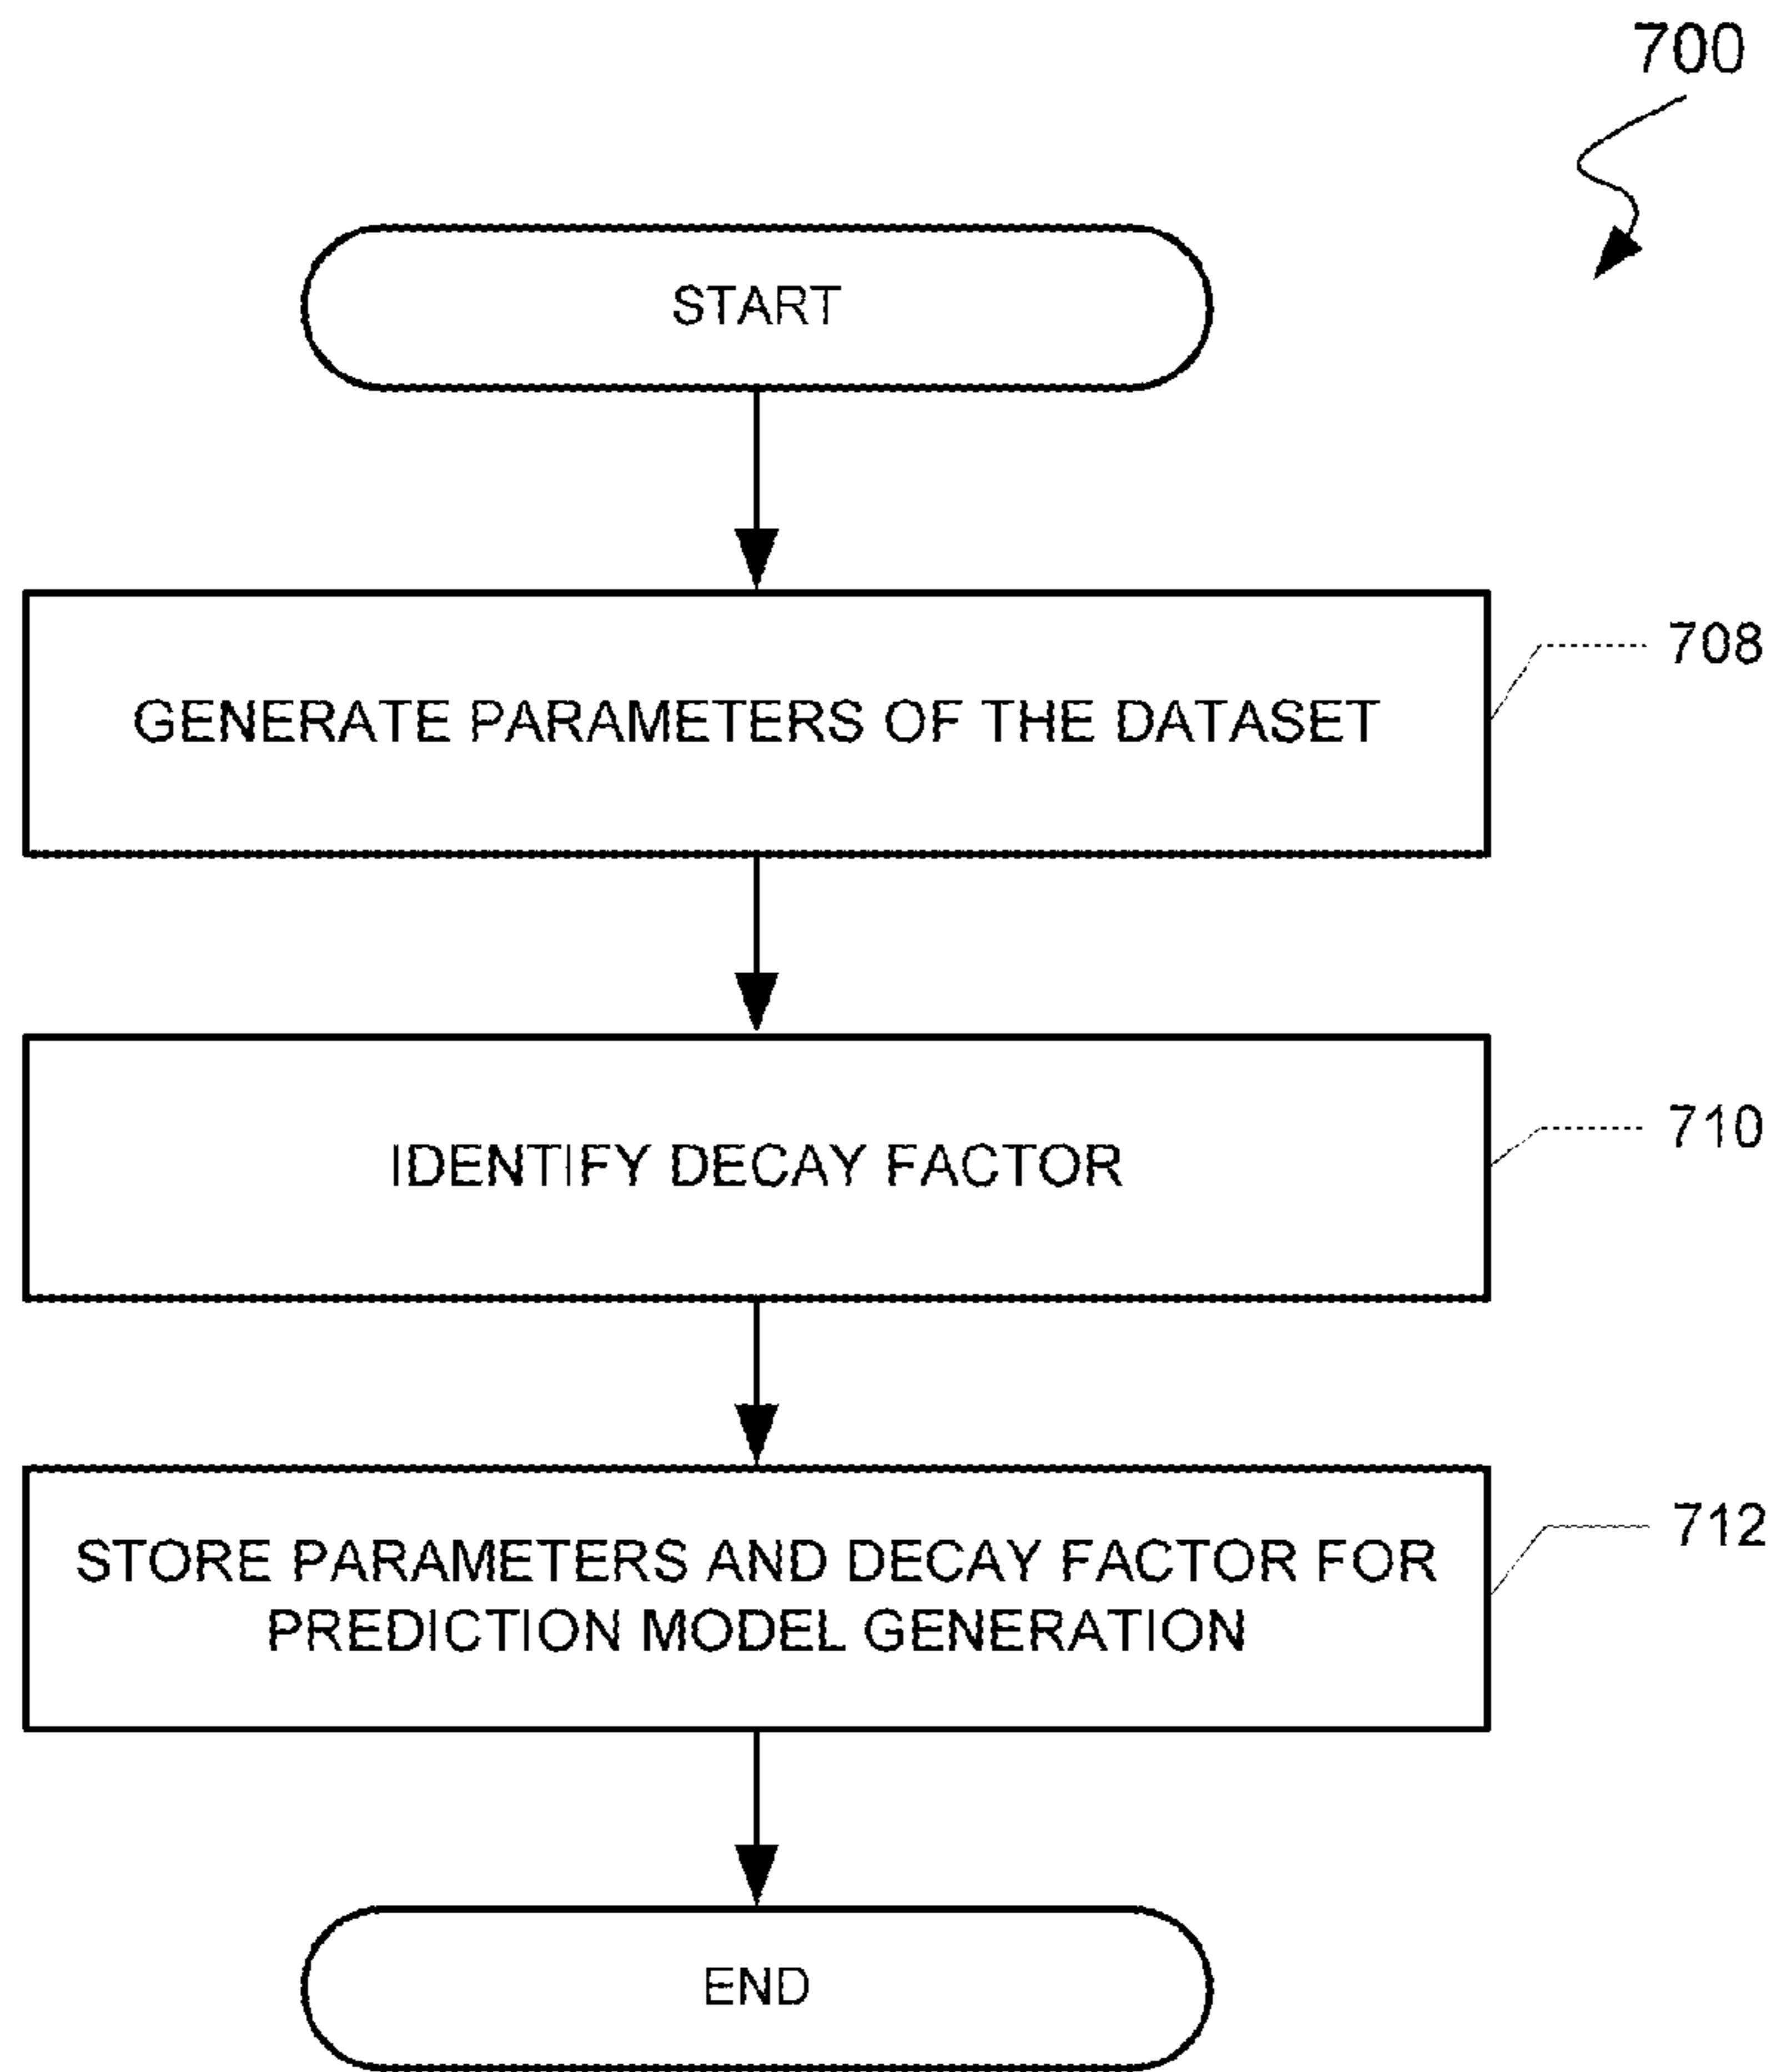 700
START
GENERATE PARAMETERS OF THE DATASET
708
IDENTIFY DECAY FACTOR
710
STORE PARAMETERS AND DECAY FACTOR FOR
PREDICTION MODEL GENERATION
712
END